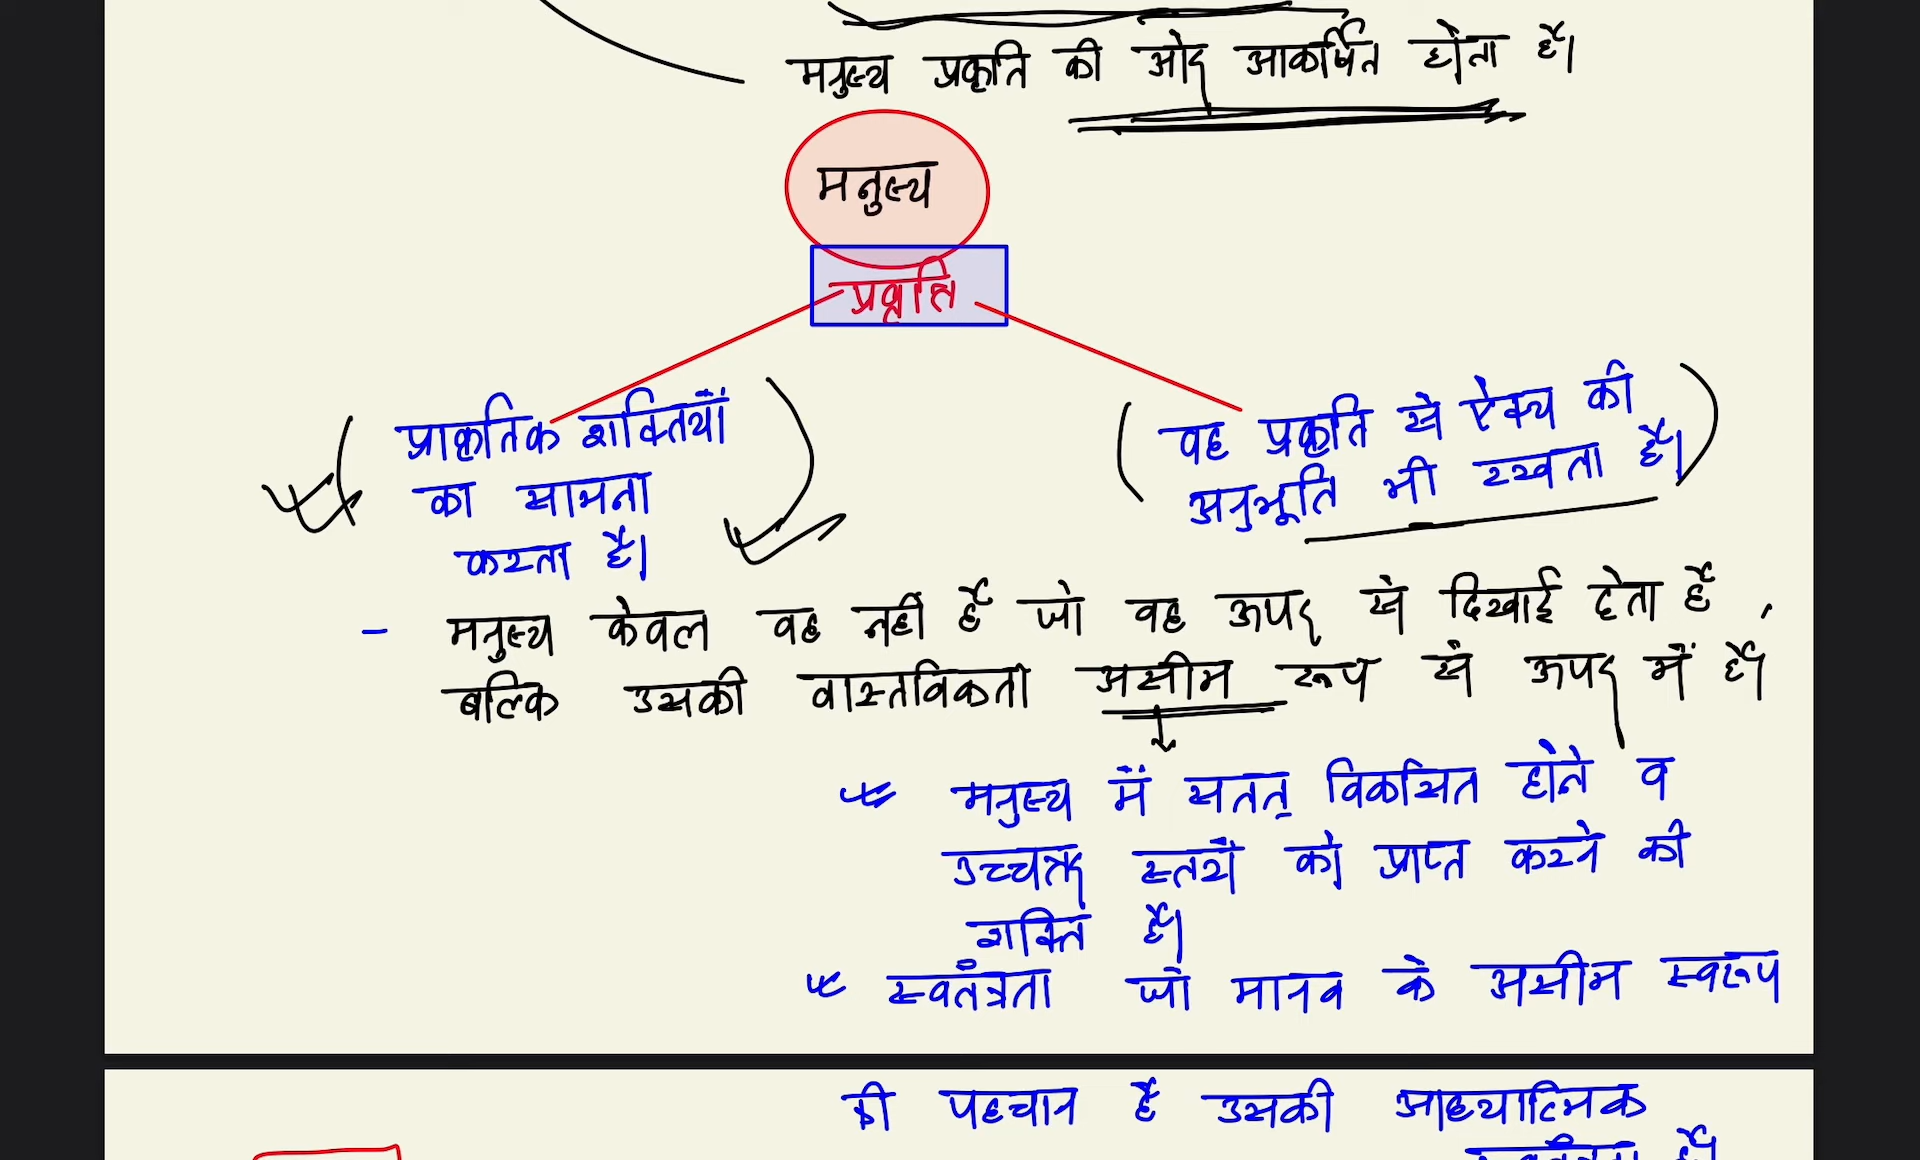 मनुष्य प्रकृति की ओर आकर्षित होता है।
मनुष्य
प्रवृत्ति
प्राकृतिक शक्तियों
का सामना
करता है।
वह प्रकृति से ऐक्य की
अनुभूति भी रखता है।
- मनुष्य केवल वह नहीं है जो वह ऊपर से दिखाई देता है,
बल्कि उसकी वास्तविकता असीम रूप से ऊपर में है।
मनुष्य में सतत् विकसित होने व
उच्चतर स्तरों को प्राप्त करने की
शक्ति है।
स्वतंत्रता जो मानव के असीम स्वरूप
की पहचान है उसकी आध्यात्मिक
है।